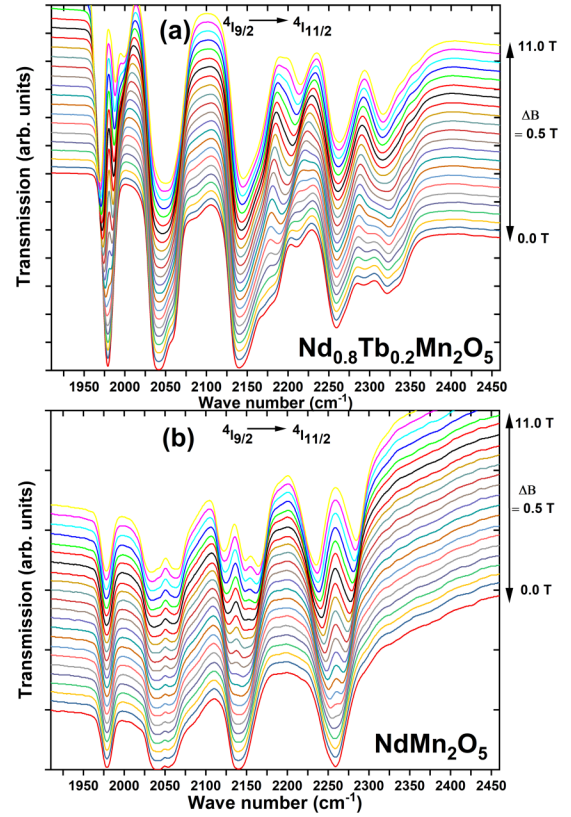 (a)
⁴I₉/₂ ⟶ ⁴I₁₁/₂
11.0 T
ΔB
= 0.5 T
0.0 T
Transmission (arb. units)
Nd₀.₈Tb₀.₂Mn₂O₅
1950 2000 2050 2100 2150 2200 2250 2300 2350 2400 2450
Wave number (cm⁻¹)
(b)
⁴I₉/₂ ⟶ ⁴I₁₁/₂
11.0 T
ΔB
= 0.5 T
0.0 T
Transmission (arb. units)
NdMn₂O₅
1950 2000 2050 2100 2150 2200 2250 2300 2350 2400 2450
Wave number (cm⁻¹)